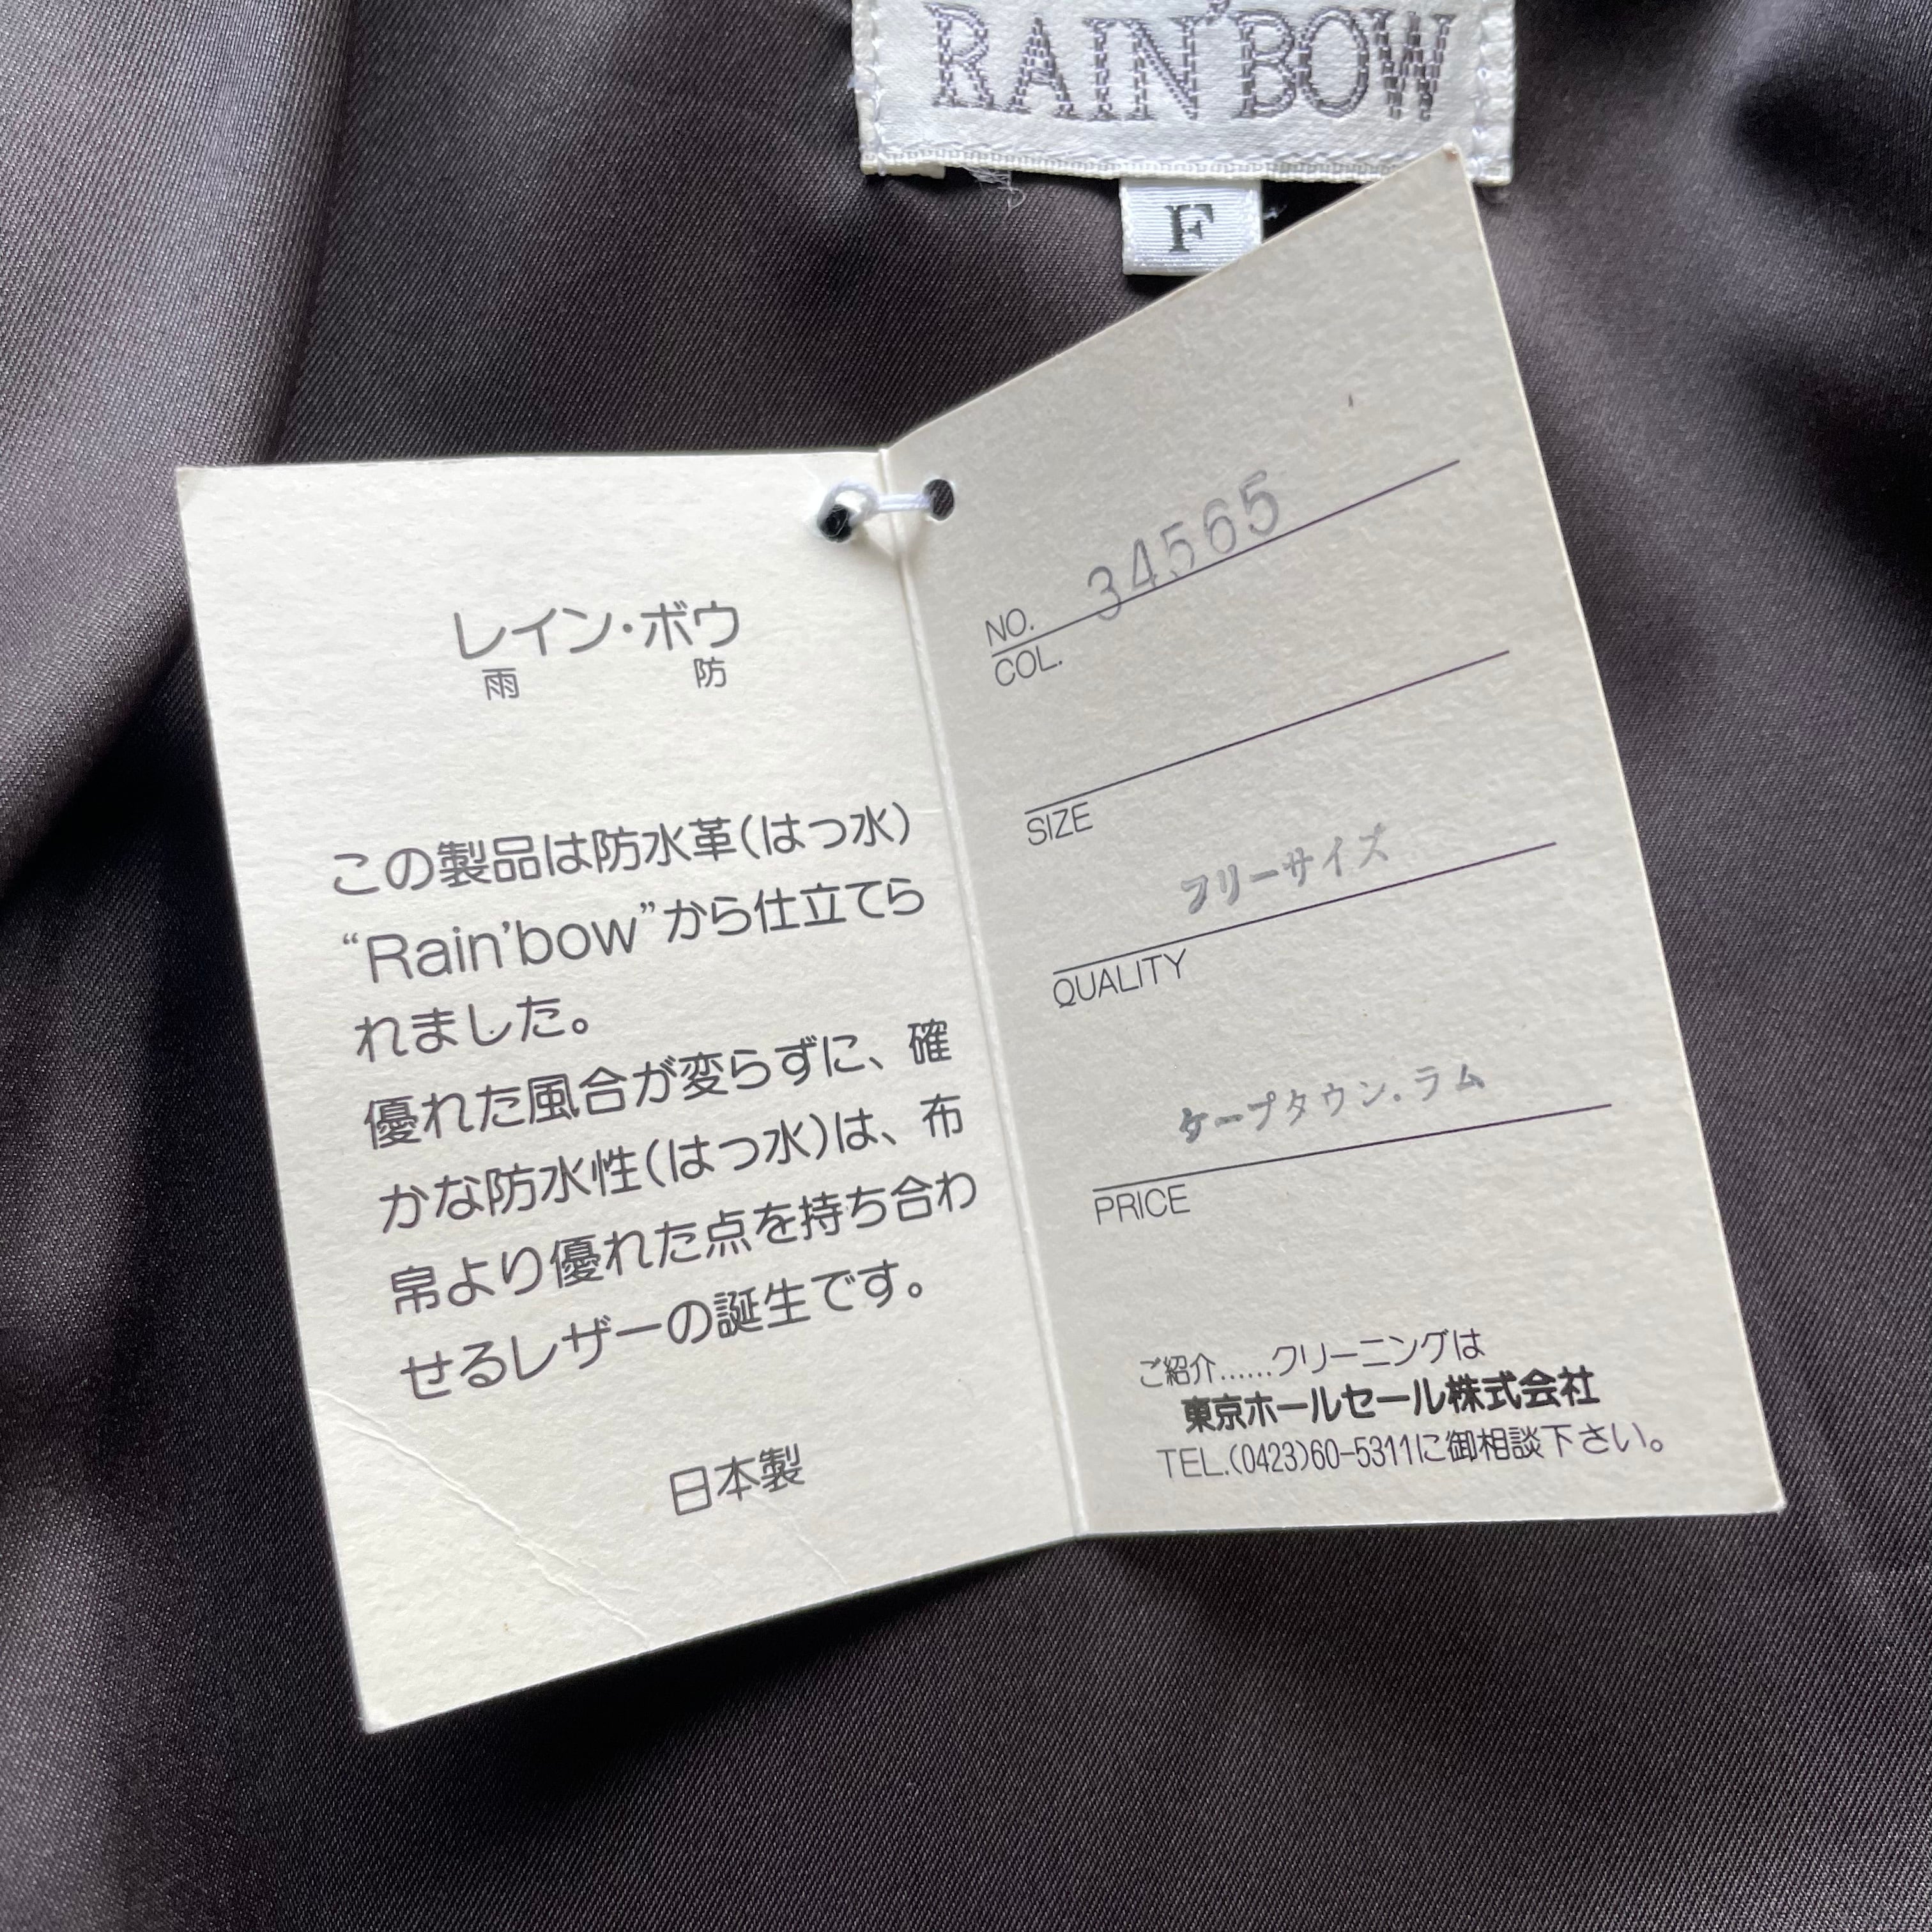 RAIN'BOW
F
レイン・ボウ
雨 防
この製品は防水革(はっ水)
“Rain'bow”から仕立てら
れました。
優れた風合が変らずに、確
かな防水性(はっ水)は、布
帛より優れた点を持ち合わ
せるレザーの誕生です。
日本製
NO. 34565
COL.
SIZE
フリーサイズ
QUALITY
ケープタウン.ラム
PRICE
ご紹介……クリーニングは
東京ホールセール株式会社
TEL.(0423)60-5311に御相談下さい。